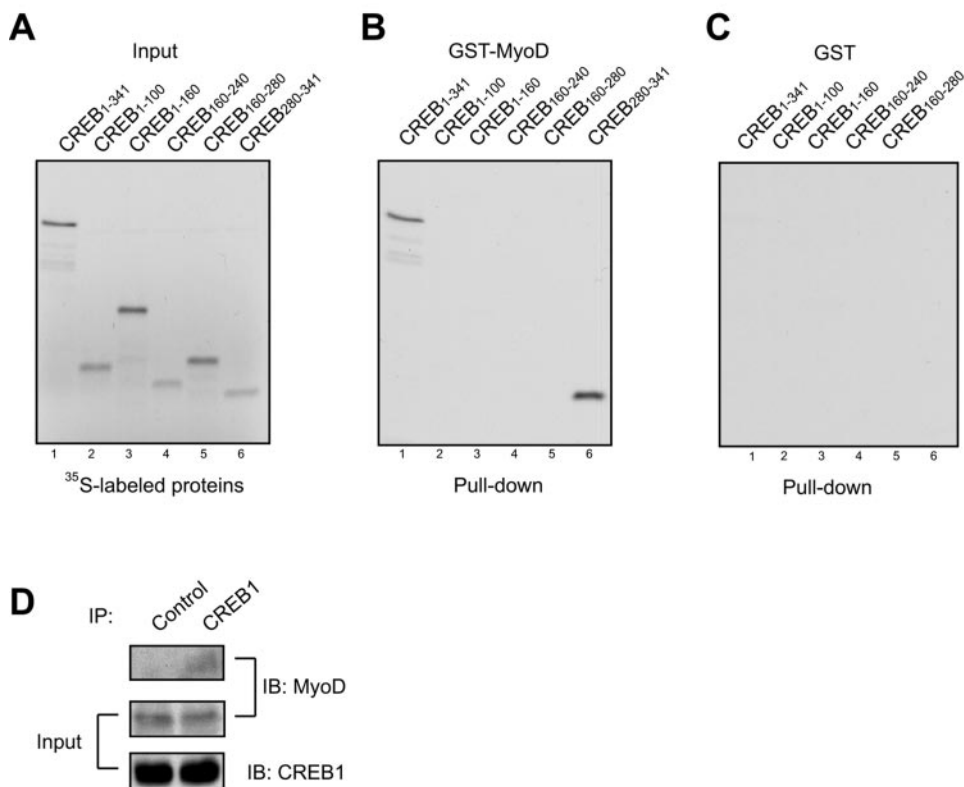 A
Input
CREB1-341
CREB1-100
CREB1-160
CREB160-240
CREB160-280
CREB280-341
1 2 3 4 5 6
35S-labeled proteins
B
GST-MyoD
CREB1-341
CREB1-100
CREB1-160
CREB160-240
CREB160-280
CREB280-341
1 2 3 4 5 6
Pull-down
C
GST
CREB1-341
CREB1-100
CREB1-160
CREB160-240
CREB160-280
1 2 3 4 5 6
Pull-down
D
IP: Control CREB1
IB: MyoD
Input
IB: CREB1